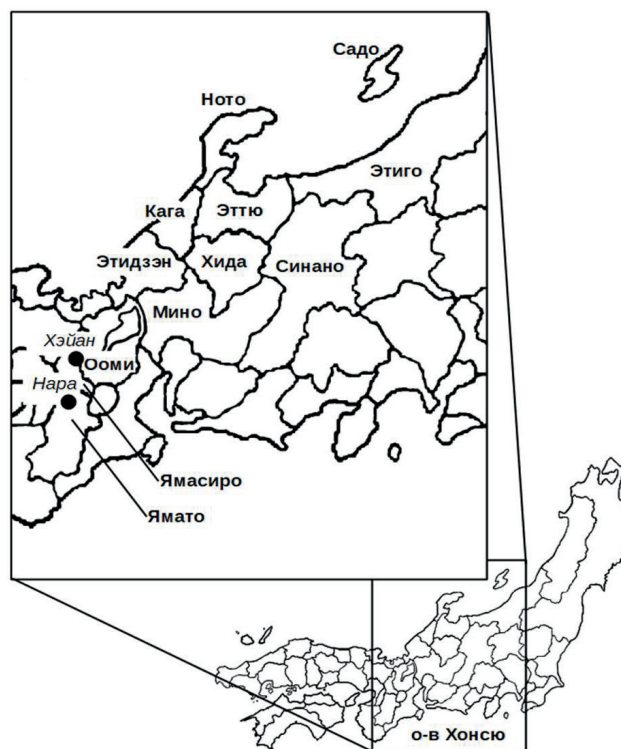 Садо
Ното
Этиго
Кага
Эттю
Этидзэн
Хида
Синано
Мино
Хэйан
Ооми
Нара
Ямасиро
Ямато
о-в Хонсю